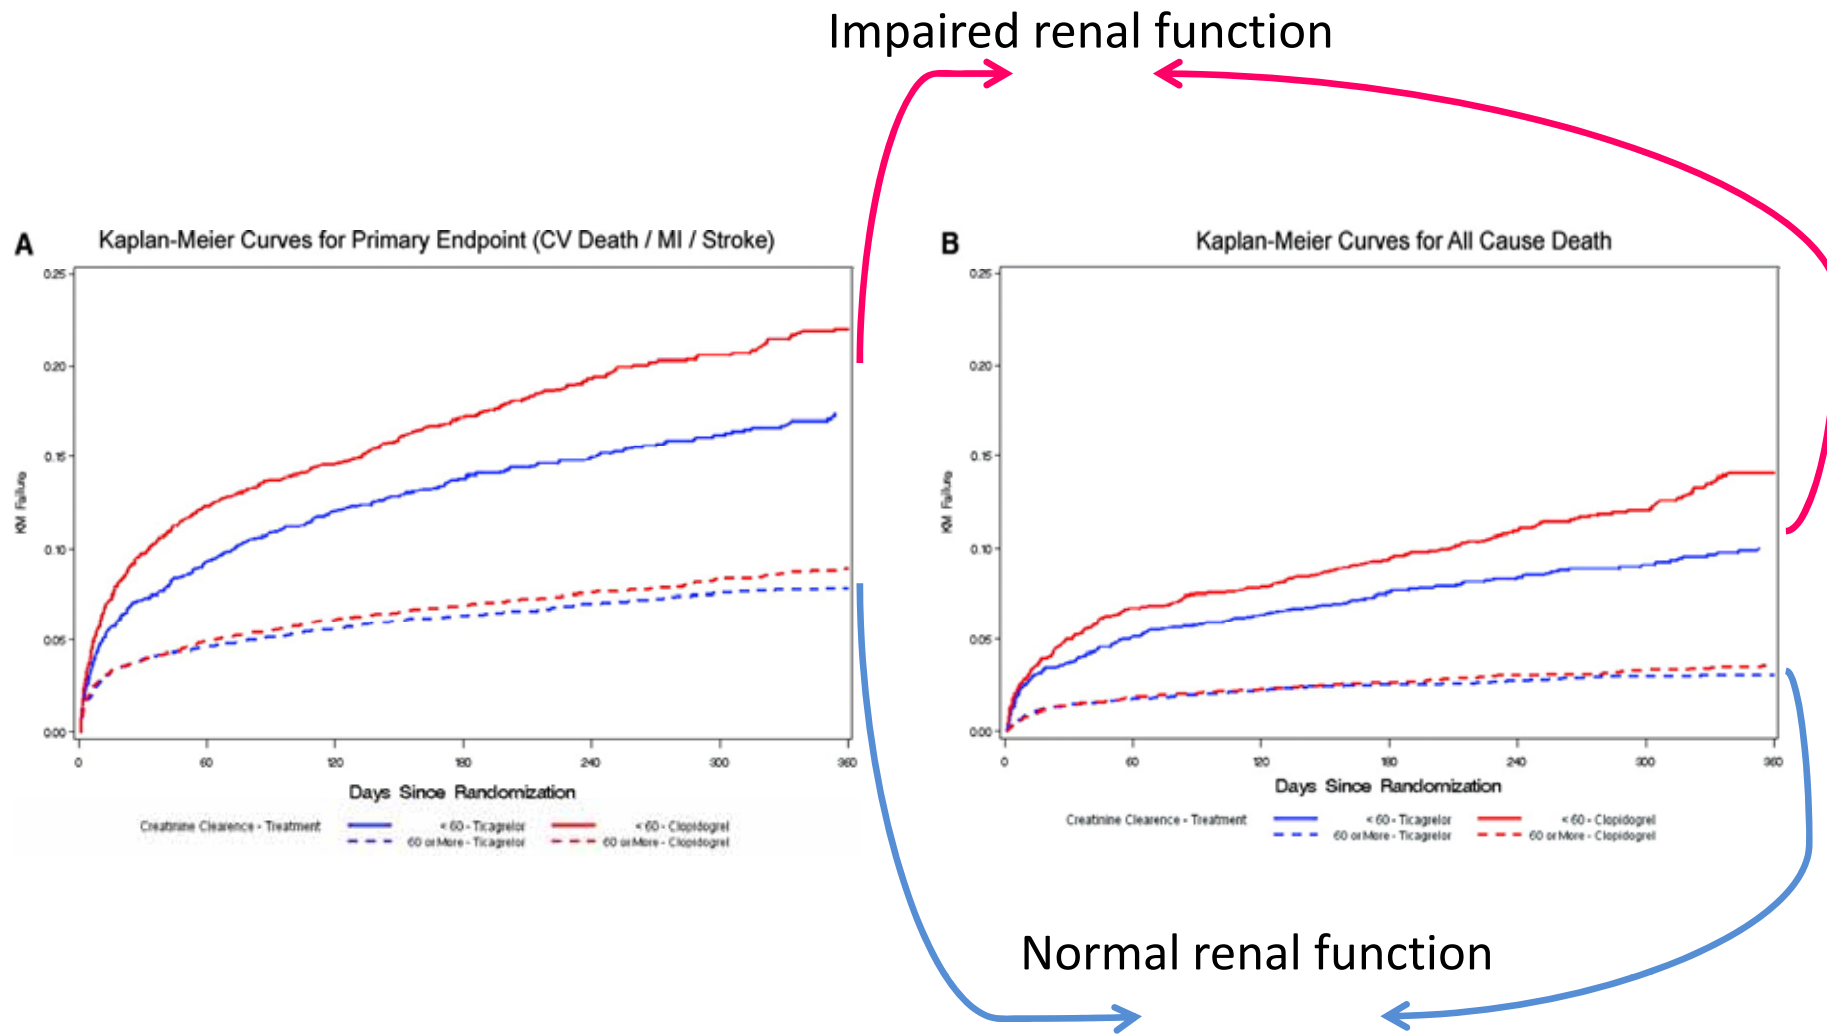 Impaired renal function
A
Kaplan-Meier Curves for Primary Endpoint (CV Death / MI / Stroke)
0.25
0.20
0.15
0.10
0.05
0.00
KM Failure
0 60 120 180 240 300 360
Days Since Randomization
Creatinine Clearence - Treatment
< 60 - Ticagrelor
< 60 - Clopidogrel
60 or More - Ticagrelor
60 or More - Clopidogrel
B
Kaplan-Meier Curves for All Cause Death
0.25
0.20
0.15
0.10
0.05
0.00
KM Failure
0 60 120 180 240 300 360
Days Since Randomization
Creatinine Clearence - Treatment
< 60 - Ticagrelor
< 60 - Clopidogrel
60 or More - Ticagrelor
60 or More - Clopidogrel
Normal renal function